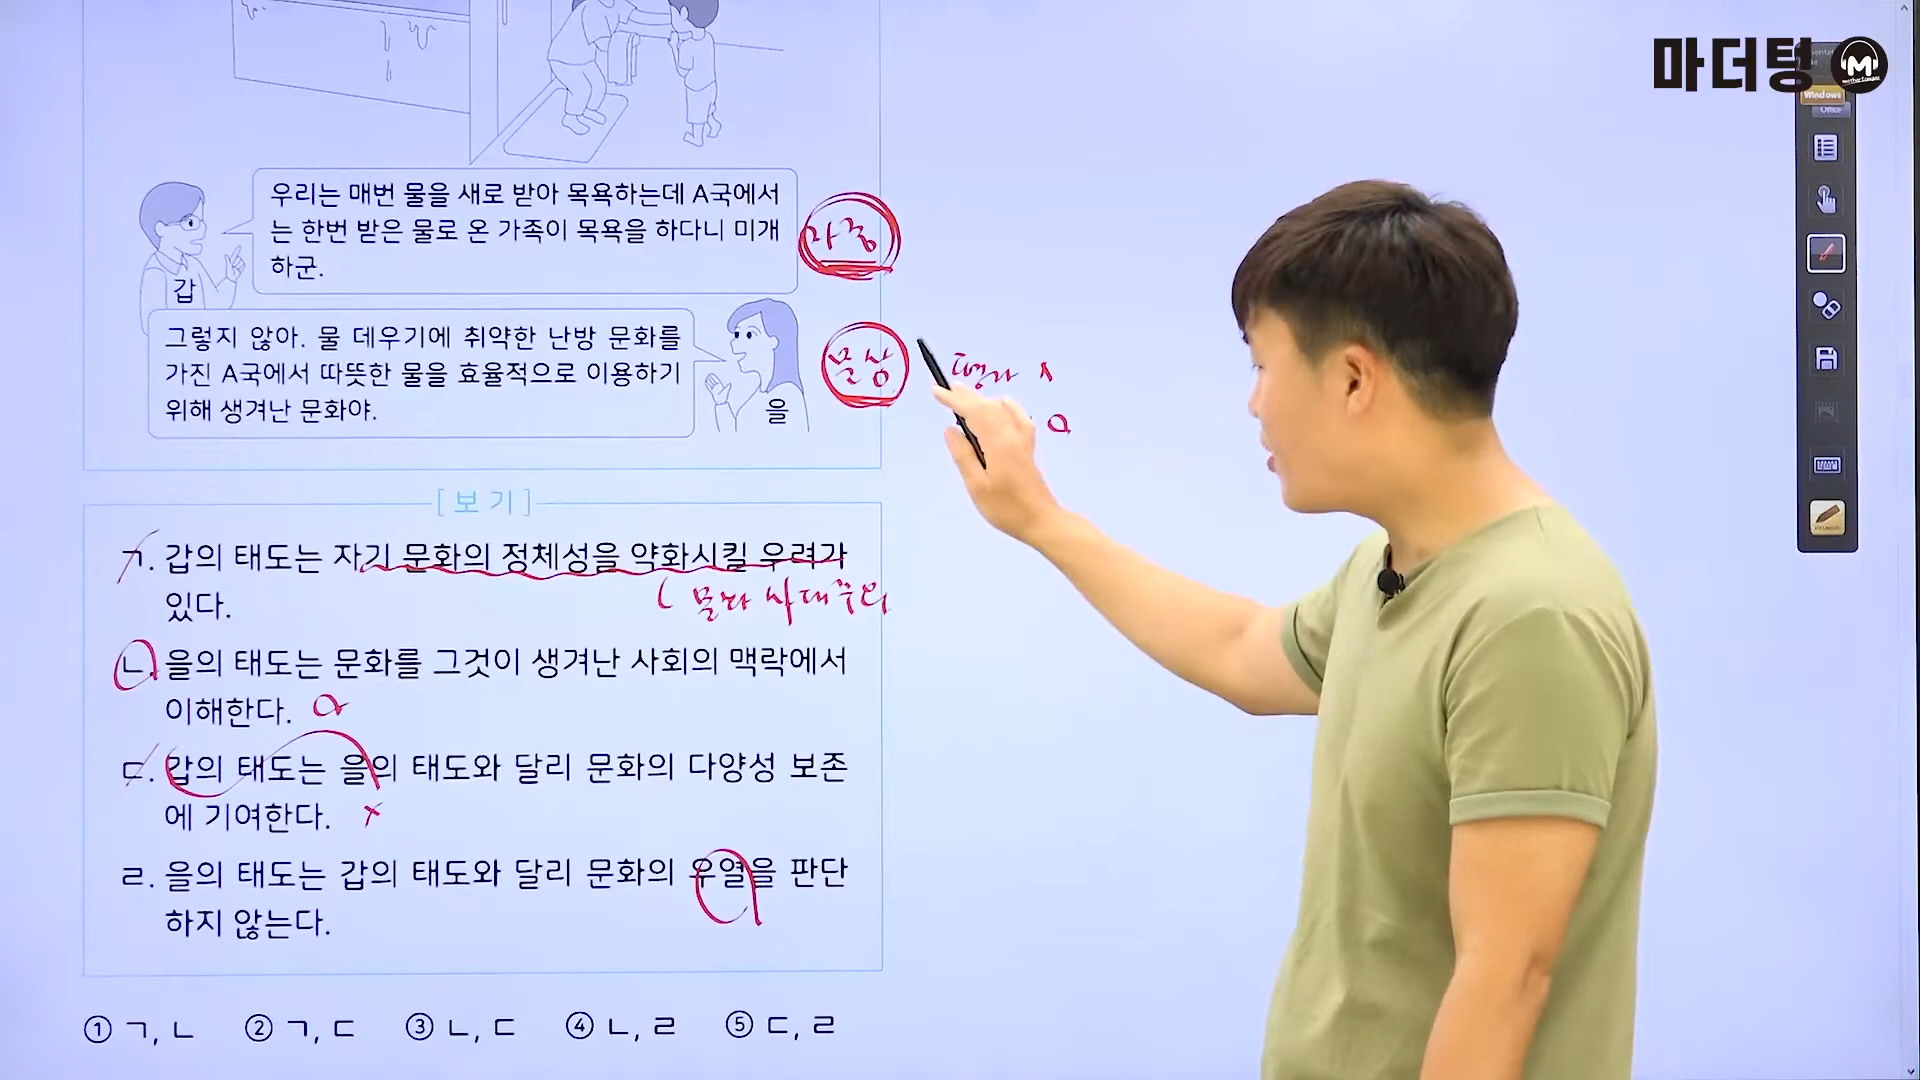 마더텅
Windows
Office
우리는 매번 물을 새로 받아 목욕하는데 A국에서
는 한번 받은 물로 온 가족이 목욕을 하다니 미개
하군.
자중
갑
그렇지 않아. 물 데우기에 취약한 난방 문화를
가진 A국에서 따뜻한 물을 효율적으로 이용하기
위해 생겨난 문화야.
문상
평가 X
을
[보기]
ㄱ. 갑의 태도는 자기 문화의 정체성을 약화시킬 우려가
있다.
문화 사대주의
ㄴ. 을의 태도는 문화를 그것이 생겨난 사회의 맥락에서
이해한다.
ㄷ. 갑의 태도는 을의 태도와 달리 문화의 다양성 보존
에 기여한다.
ㄹ. 을의 태도는 갑의 태도와 달리 문화의 우열을 판단
하지 않는다.
① ㄱ, ㄴ ② ㄱ, ㄷ ③ ㄴ, ㄷ ④ ㄴ, ㄹ ⑤ ㄷ, ㄹ